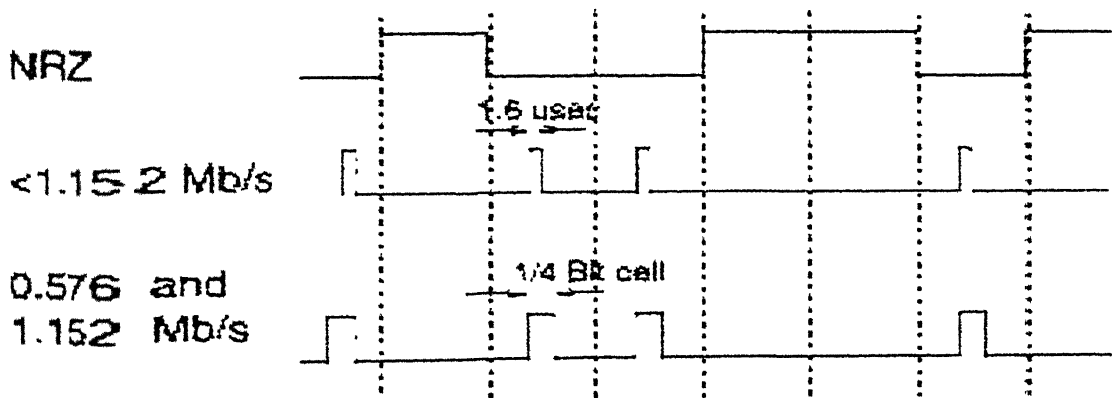 NRZ
1.6 usec
<1.15 2 Mb/s
1/4 Bit cell
0.576 and
1.152 Mb/s